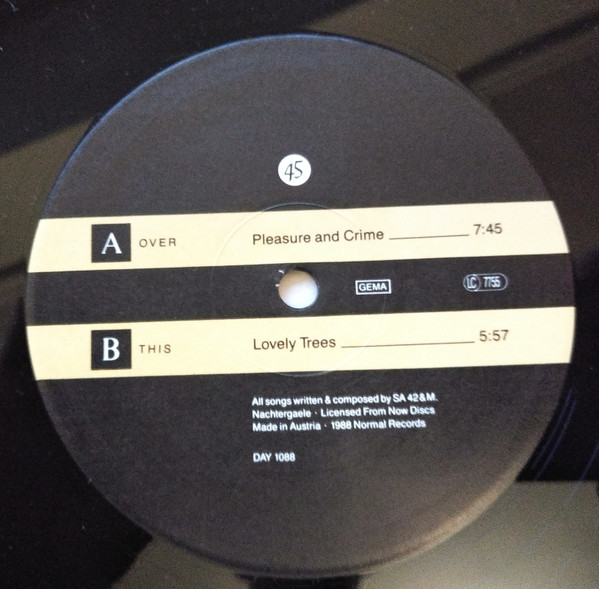 45
A OVER Pleasure and Crime 7:45
GEMA LC 7755
B THIS Lovely Trees 5:57
All songs written & composed by SA 42 & M.
Nachtergaele · Licensed From Now Discs
Made in Austria · 1988 Normal Records
DAY 1088